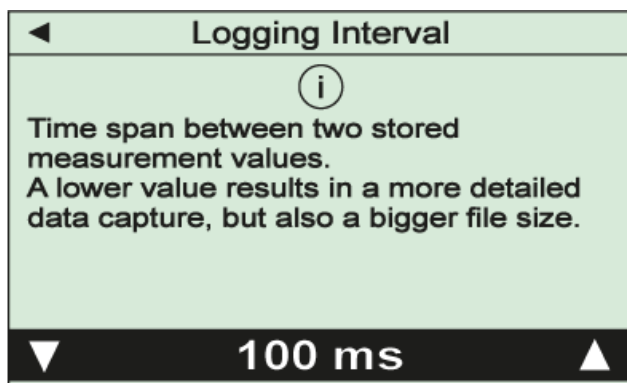 Logging Interval
i
Time span between two stored
measurement values.
A lower value results in a more detailed
data capture, but also a bigger file size.
100 ms